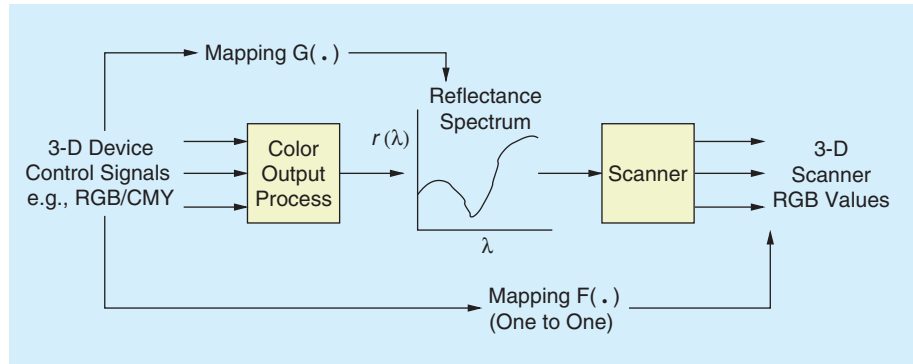 Mapping G(.)
Reflectance
Spectrum
r(λ)
3-D Device
Control Signals
e.g., RGB/CMY
Color
Output
Process
Scanner
3-D
Scanner
RGB Values
λ
Mapping F(.)
(One to One)